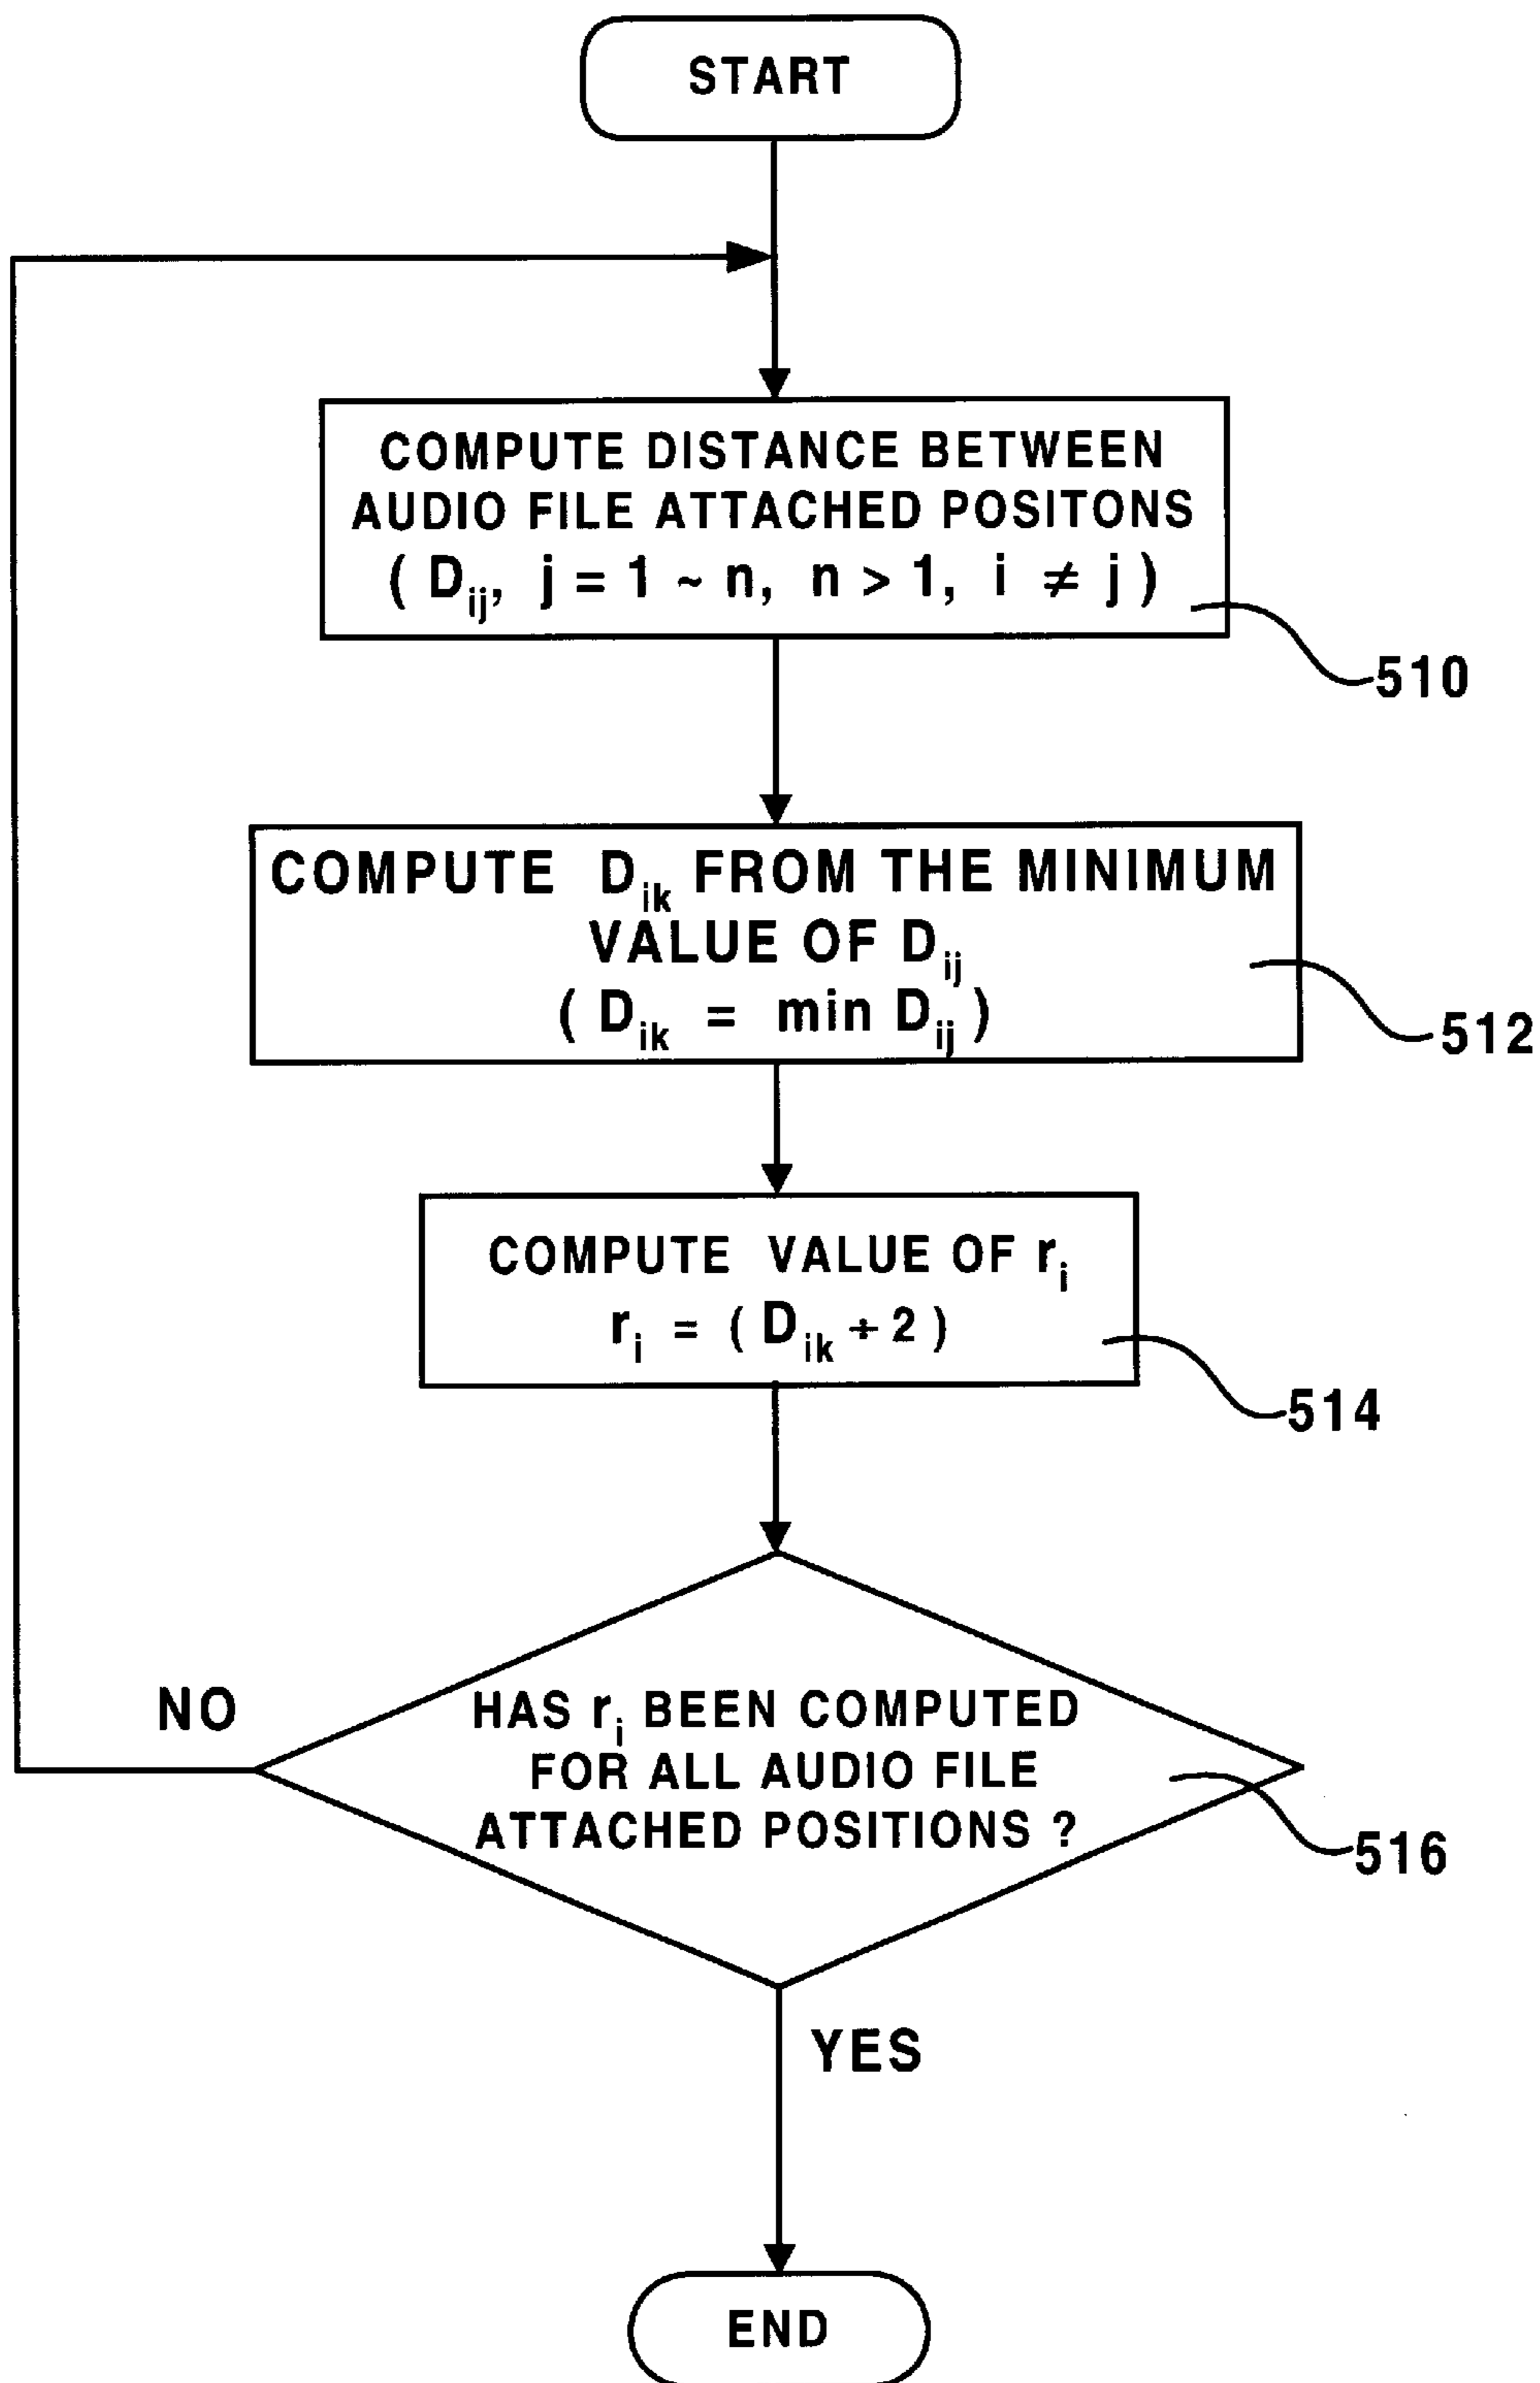 START
COMPUTE DISTANCE BETWEEN
AUDIO FILE ATTACHED POSITONS
( Dij, j = 1 ~ n, n > 1, i ≠ j )
510
COMPUTE Dik FROM THE MINIMUM
VALUE OF Dij
( Dik = min Dij )
512
COMPUTE VALUE OF ri
ri = ( Dik ÷ 2 )
514
HAS ri BEEN COMPUTED
FOR ALL AUDIO FILE
ATTACHED POSITIONS ?
516
NO
YES
END